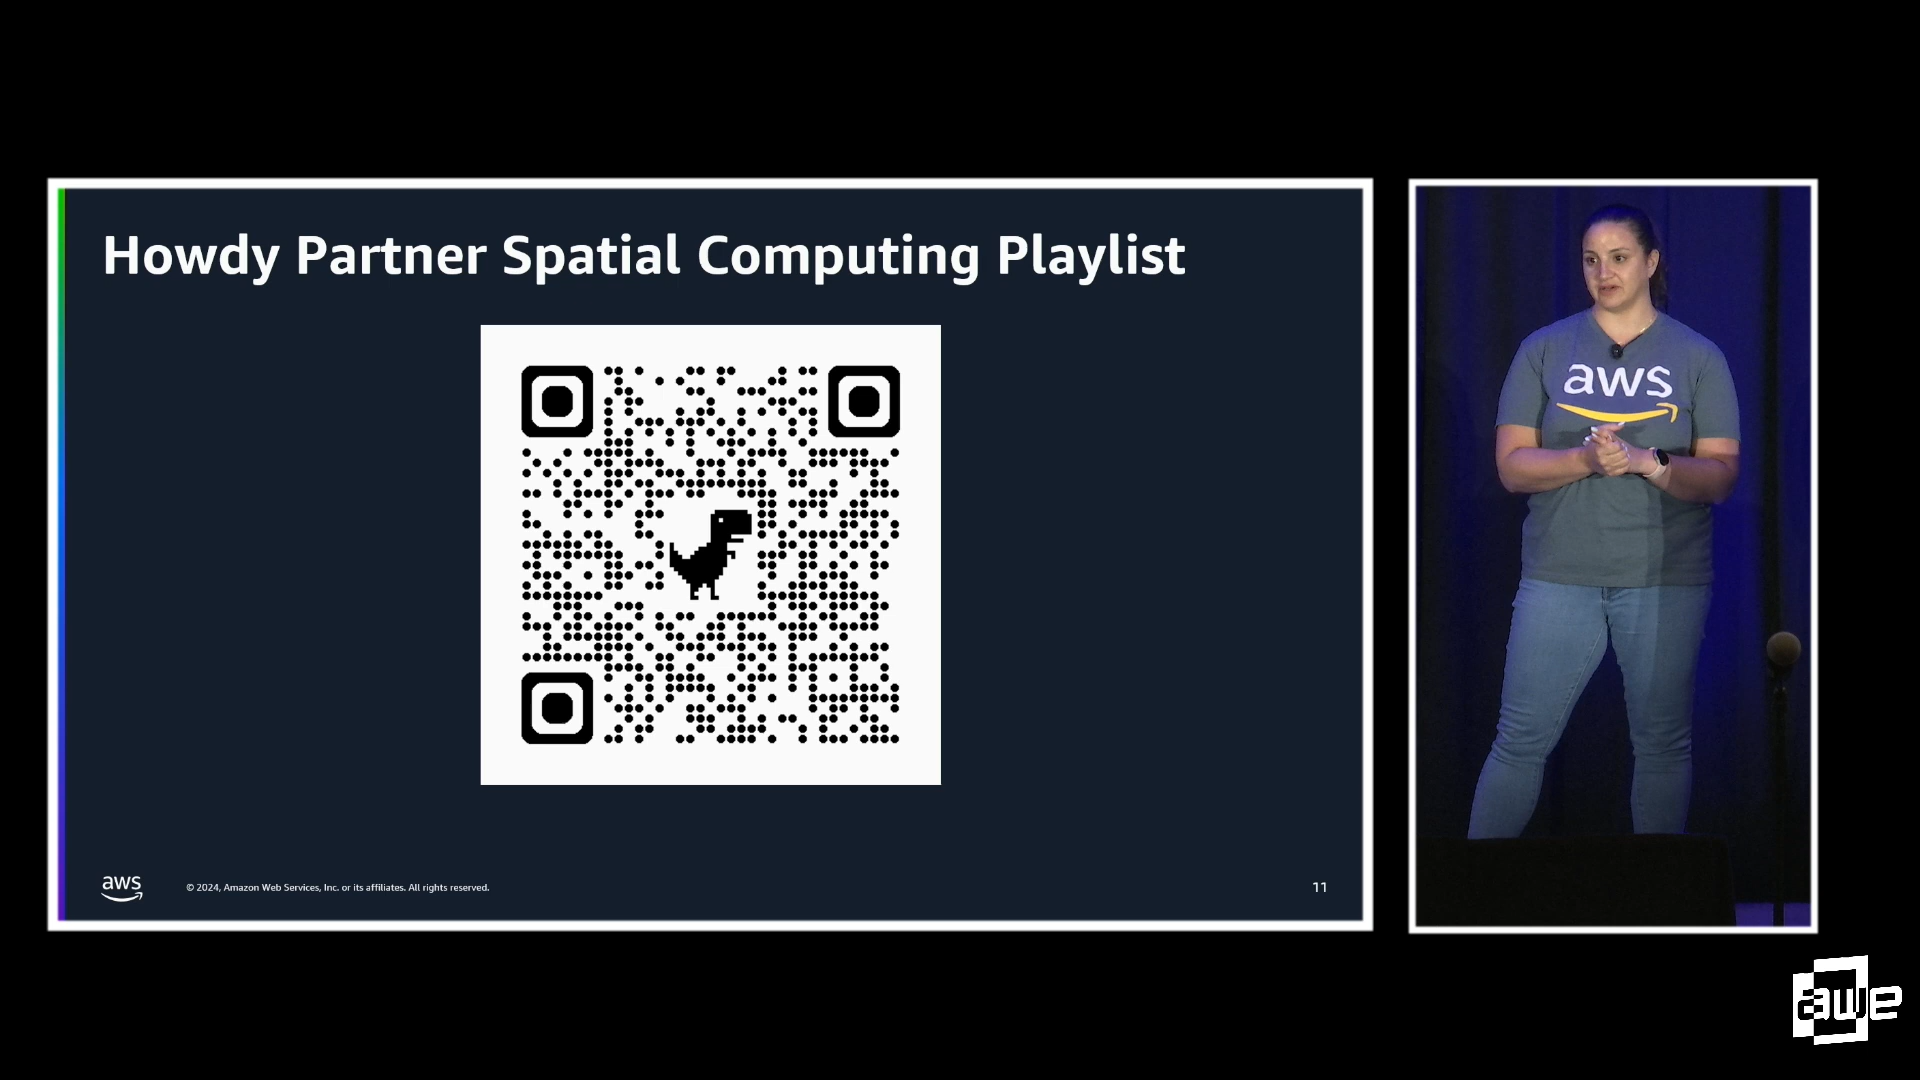 Howdy Partner Spatial Computing Playlist
aws
© 2024, Amazon Web Services, Inc. or its affiliates. All rights reserved.
11
aws
awe